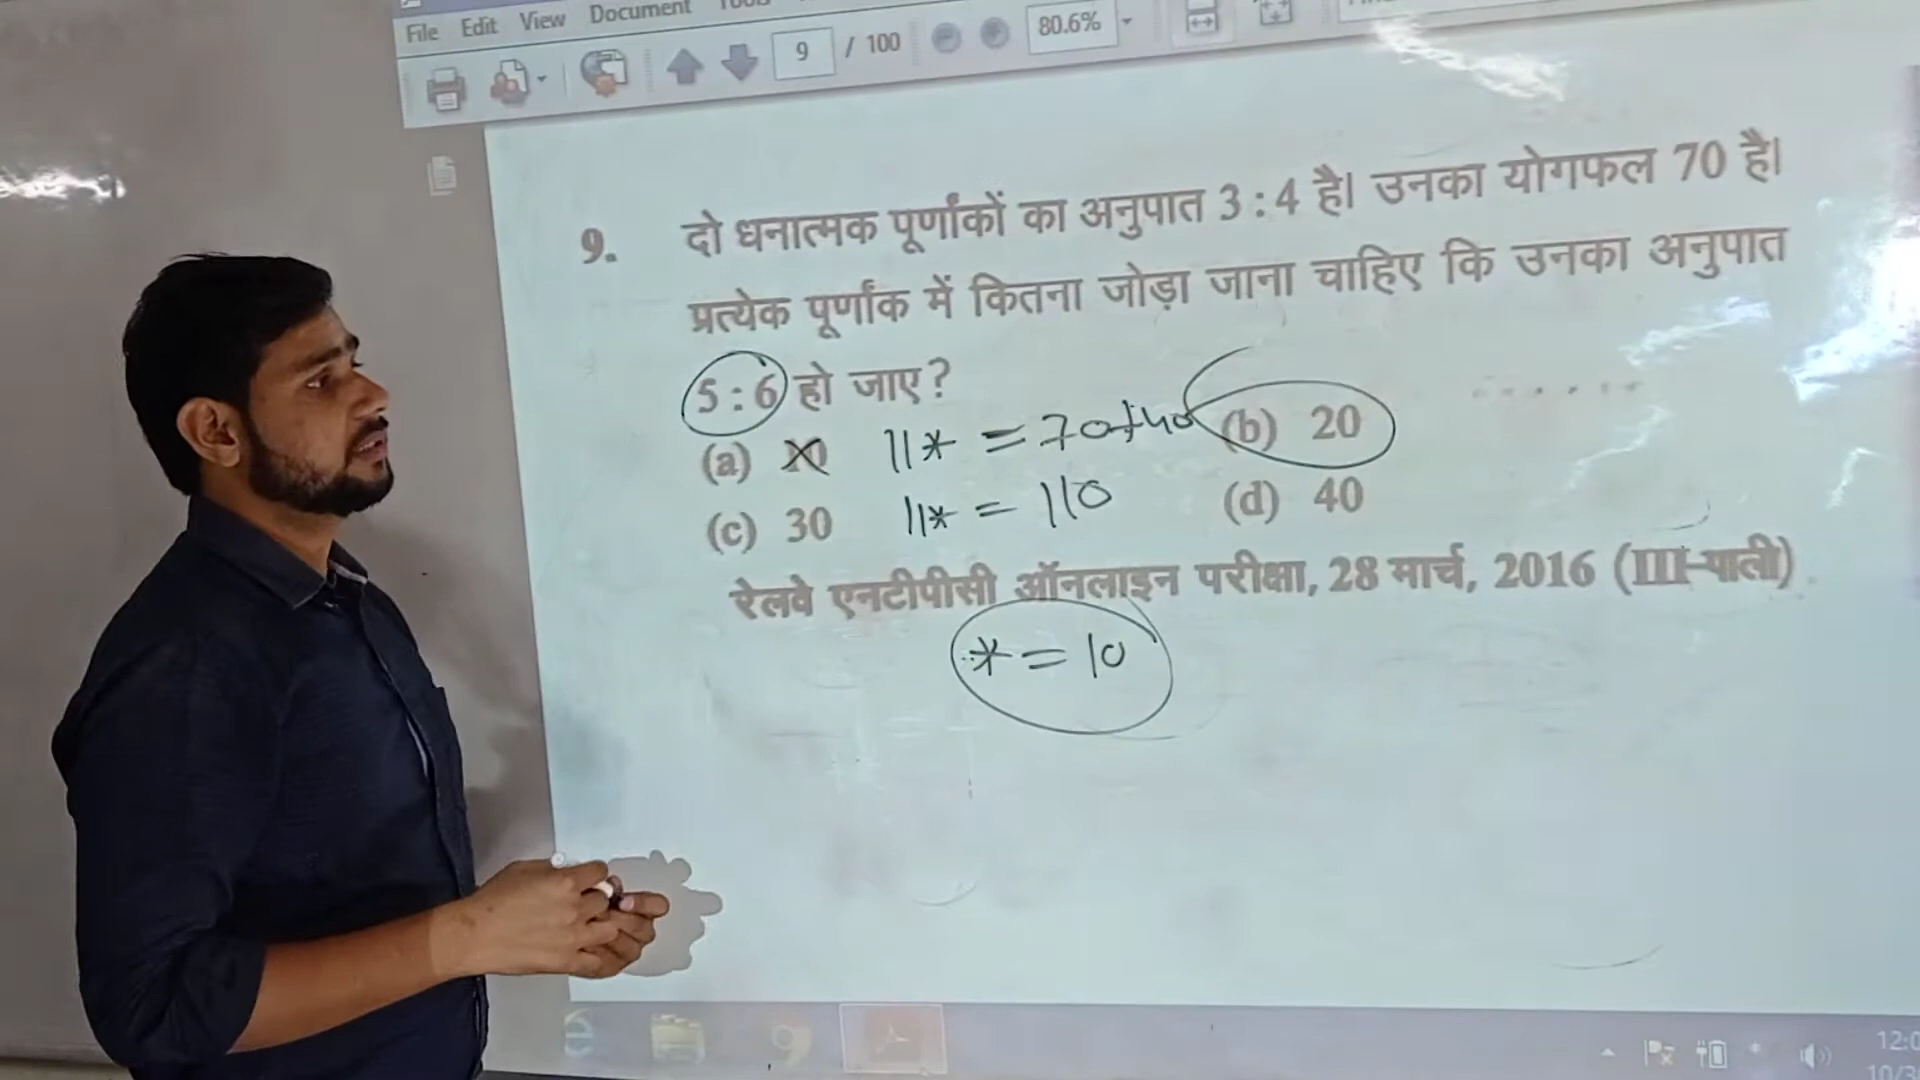 File Edit View Document
9 / 100 80.6%
9. दो धनात्मक पूर्णांकों का अनुपात 3 : 4 है। उनका योगफल 70 है।
प्रत्येक पूर्णांक में कितना जोड़ा जाना चाहिए कि उनका अनुपात
5 : 6 हो जाए?
(a) 11* = 70+40 (b) 20
(c) 30 11* = 110 (d) 40
रेलवे एनटीपीसी ऑनलाइन परीक्षा, 28 मार्च, 2016 (III-पाली)
* = 10